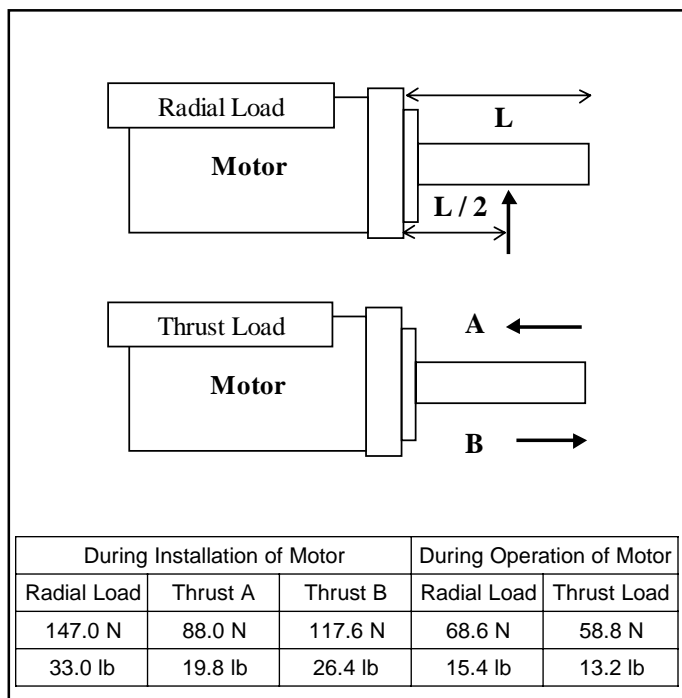 Radial Load
L
Motor
L / 2
Thrust Load
A
Motor
B
During Installation of Motor During Operation of Motor
Radial Load Thrust A Thrust B Radial Load Thrust Load
147.0 N 88.0 N 117.6 N 68.6 N 58.8 N
33.0 lb 19.8 lb 26.4 lb 15.4 lb 13.2 lb